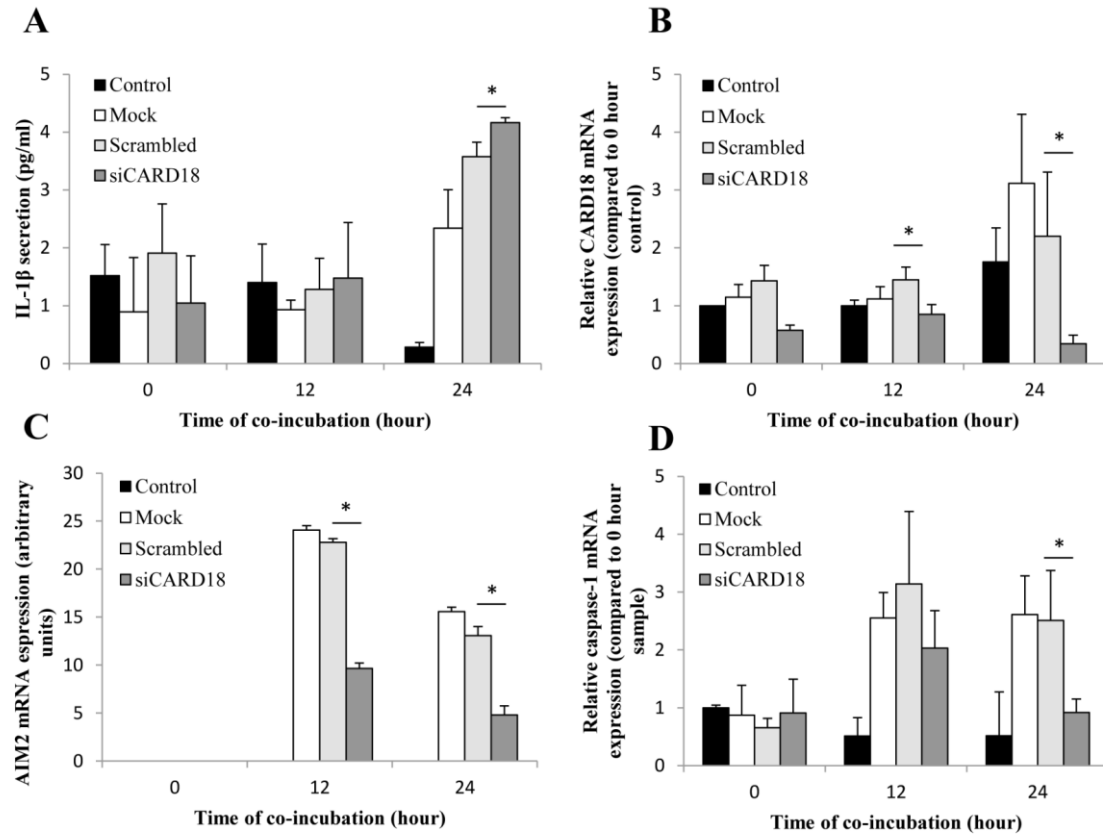 A
IL-1β secretion (pg/ml)
5
4
3
2
1
0
Control
Mock
Scrambled
siCARD18
*
0 12 24
Time of co-incubation (hour)
B
Relative CARD18 mRNA
expression (compared to 0 hour
control)
5
4
3
2
1
0
Control
Mock
Scrambled
siCARD18
*
*
0 12 24
Time of co-incubation (hour)
C
AIM2 mRNA espression (arbitrary
units)
30
25
20
15
10
5
0
Control
Mock
Scrambled
siCARD18
*
*
0 12 24
Time of co-incubation (hour)
D
Relative caspase-1 mRNA
expression (compared to 0 hour
sample)
5
4
3
2
1
0
Control
Mock
Scrambled
siCARD18
*
0 12 24
Time of co-incubation (hour)